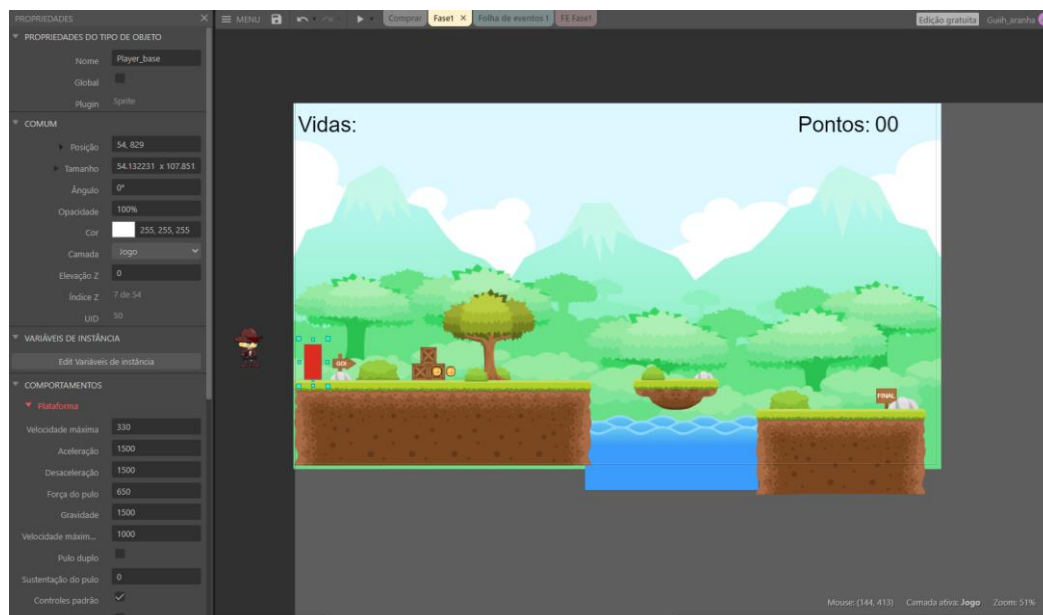 PROPRIEDADES
MENU
Comprar
Fase1
Folha de eventos 1
FE Fase1
Edição gratuita
Guiih_aranha
PROPRIEDADES DO TIPO DE OBJETO
Nome Player_base
Global
Plugin Sprite
COMUM
Posição 54, 829
Tamanho 54.132231 x 107.851
Ângulo 0°
Opacidade 100%
Cor 255, 255, 255
Camada Jogo
Elevação Z 0
Índice Z 7 de 54
UID 50
VARIÁVEIS DE INSTÂNCIA
Edit Variáveis de instância
COMPORTAMENTOS
Plataforma
Velocidade máxima 330
Aceleração 1500
Desaceleração 1500
Força do pulo 650
Gravidade 1500
Velocidade máxim... 1000
Pulo duplo
Sustentação do pulo 0
Controles padrão
Vidas:
Pontos: 00
GO!
FINAL
Mouse: (144, 413) Camada ativa: Jogo Zoom: 51%